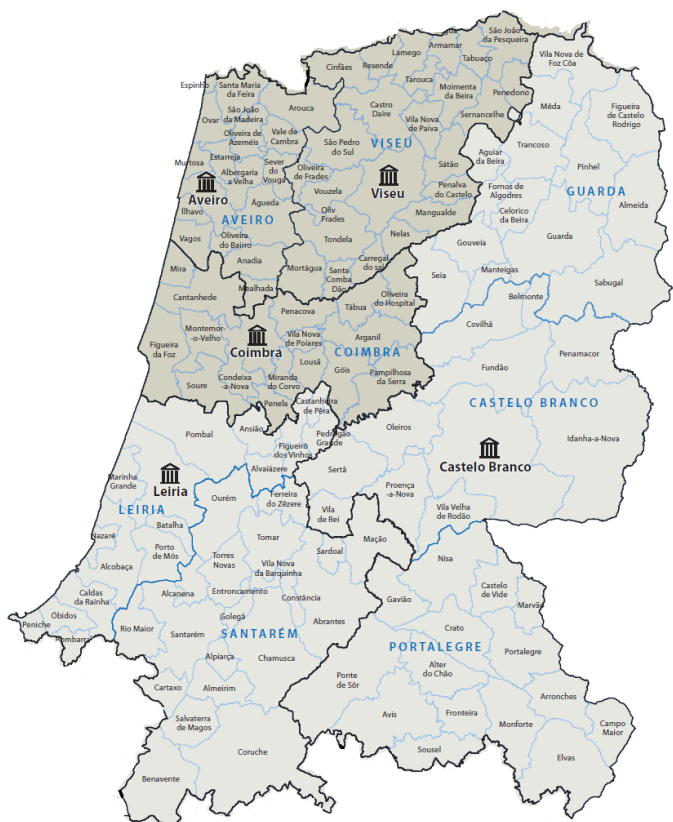 São João
da Pesqueira
Armamar
Lamego
Tabuaço
Vila Nova de
Foz Côa
Cinfães
Resende
Tarouca
Moimenta
da Beira
Penedono
Espinho
Santa Maria
da Feira
Arouca
Castro
Daire
Vila Nova
de Paiva
Sernancelhe
Mêda
Figueira
de Castelo
Rodrigo
São João
da Madeira
Ovar
Oliveira de
Azeméis
Vale de
Cambra
São Pedro
do Sul
VISEU
Trancoso
Aguiar
da Beira
Pinhel
Murtosa
Estarreja
Sever
do
Vouga
Albergaria
a Velha
Oliveira
de Frades
Sátão
Aveiro
Vouzela
Viseu
Penalva
do Castelo
Fornos de
Algodres
GUARDA
Almeida
Ílhavo
Águeda
AVEIRO
Oliv
Frades
Mangualde
Celorico
da Beira
Vagos
Oliveira
do Bairro
Tondela
Nelas
Gouveia
Guarda
Anadia
Mira
Mortágua
Santa
Comba
Dão
Carregal
do sal
Seia
Manteigas
Sabugal
Mealhada
Cantanhede
Oliveira
do Hospital
Belmonte
Penacova
Tábua
Covilhã
Montemor-
o-Velho
Coimbra
Vila Nova
de Poiares
Arganil
COIMBRA
Figueira
da Foz
Lousã
Penamacor
Fundão
Soure
Condeixa
-a-Nova
Miranda
do Corvo
Góis
Pampilhosa
da Serra
Penela
Castanheira
de Pêra
CASTELO BRANCO
Pombal
Ansião
Pedrógão
Grande
Oleiros
Idanha-a-Nova
Figueiró
dos Vinhos
Castelo Branco
Alvaiázere
Sertã
Marinha
Grande
Leiria
Proença
-a-Nova
Ourém
Ferreira
do Zêzere
LEIRIA
Vila
de Rei
Vila Velha
de Rodão
Batalha
Nazaré
Tomar
Mação
Porto
de Mós
Sardoal
Torres
Novas
Vila Nova
da Barquinha
Nisa
Alcobaça
Caldas
da Rainha
Alcanena
Entroncamento
Constância
Gavião
Castelo
de Vide
Marvão
Óbidos
Peniche
Golegã
Abrantes
Rio Maior
Santarém
SANTARÉM
Crato
Bombarral
PORTALEGRE
Portalegre
Alpiarça
Chamusca
Ponte
de Sôr
Alter
do Chão
Cartaxo
Almeirim
Arronches
Avis
Fronteira
Monforte
Campo
Maior
Salvaterra
de Magos
Coruche
Sousel
Elvas
Benavente